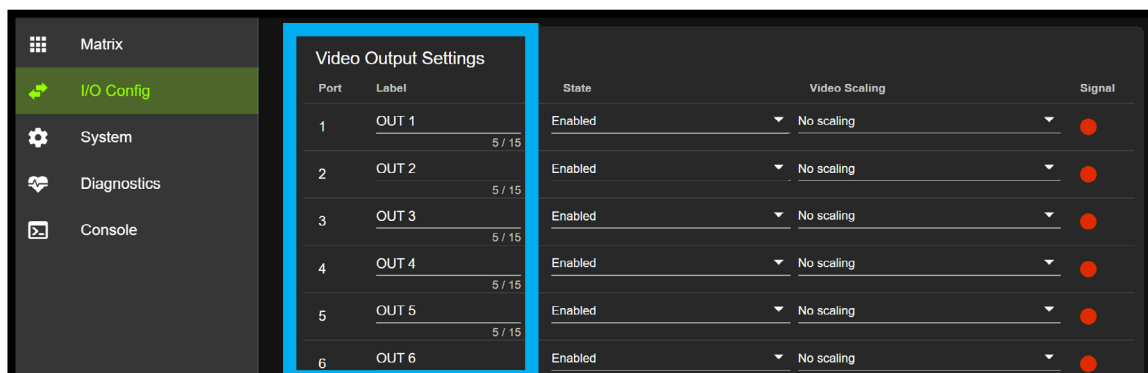 Matrix
I/O Config
System
Diagnostics
Console
Video Output Settings
Port Label State Video Scaling Signal
1 OUT 1 Enabled No scaling
5 / 15
2 OUT 2 Enabled No scaling
5 / 15
3 OUT 3 Enabled No scaling
5 / 15
4 OUT 4 Enabled No scaling
5 / 15
5 OUT 5 Enabled No scaling
5 / 15
6 OUT 6 Enabled No scaling